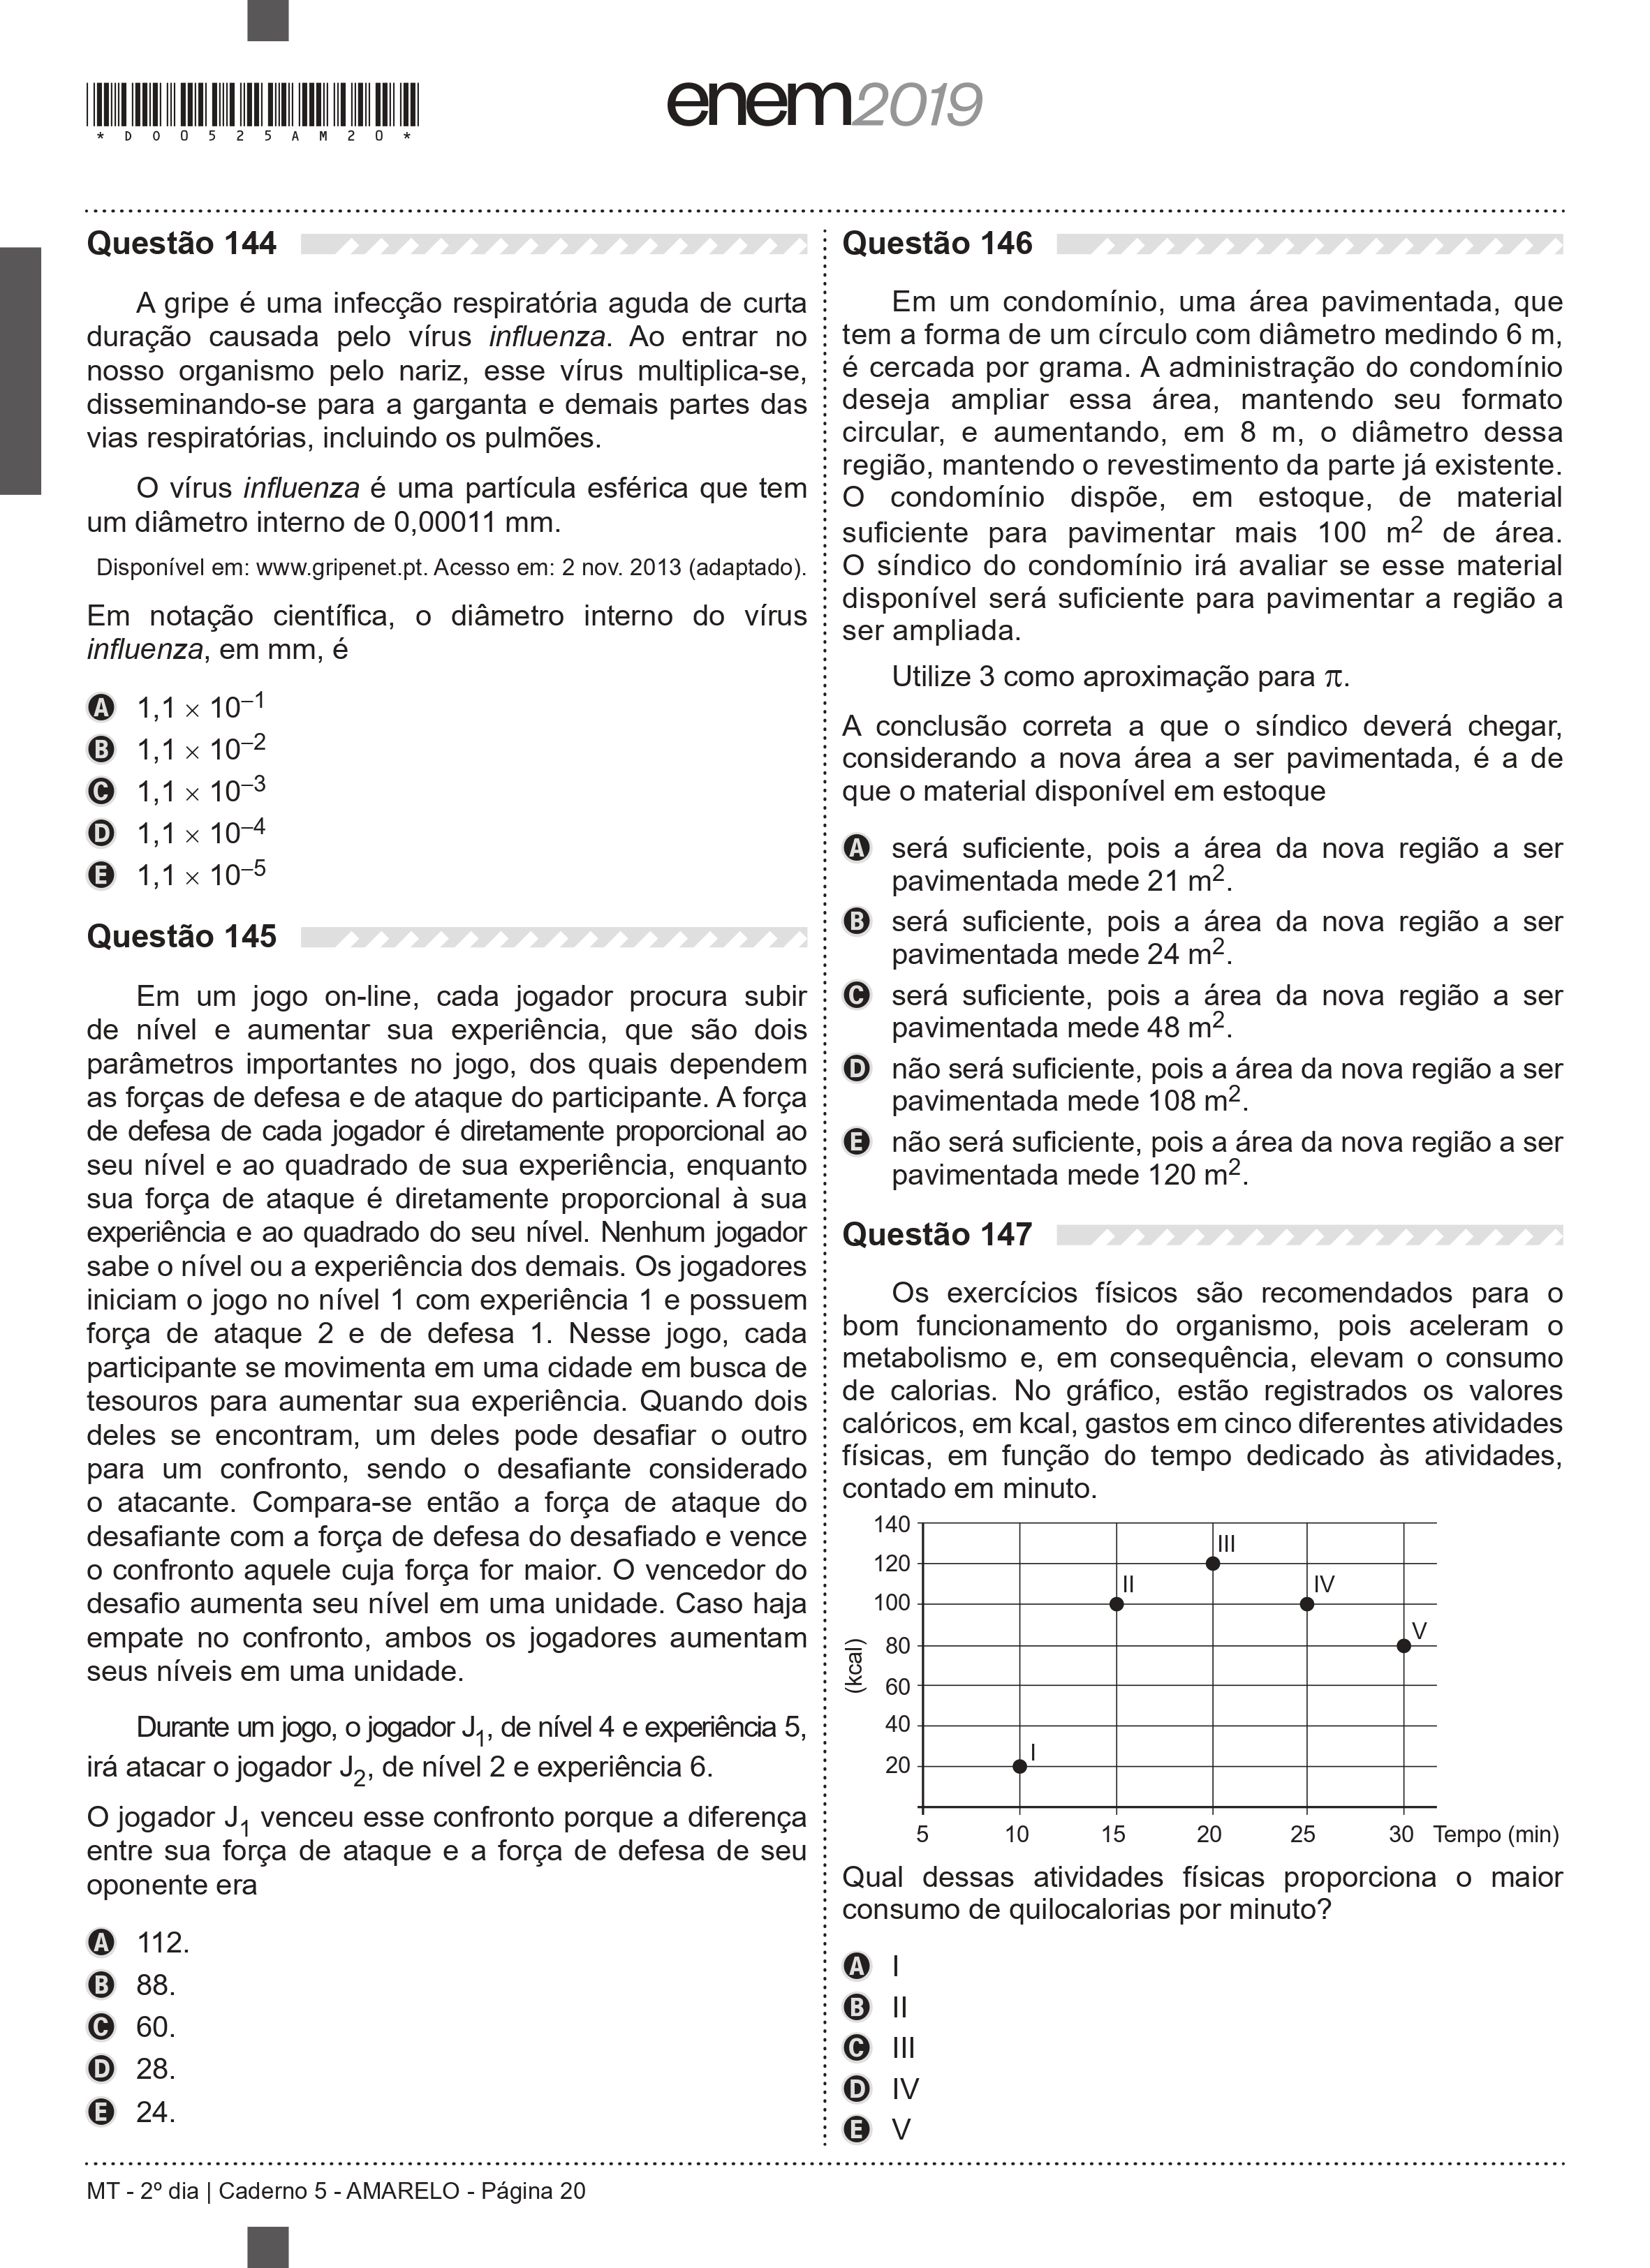 *D0O525AM20*
enem2019
Questão 144
A gripe é uma infecção respiratória aguda de curta
duração causada pelo vírus influenza. Ao entrar no
nosso organismo pelo nariz, esse vírus multiplica-se,
disseminando-se para a garganta e demais partes das
vias respiratórias, incluindo os pulmões.
O vírus influenza é uma partícula esférica que tem
um diâmetro interno de 0,00011 mm.
Disponível em: www.gripenet.pt. Acesso em: 2 nov. 2013 (adaptado).
Em notação científica, o diâmetro interno do vírus
influenza, em mm, é
A 1,1 × 10⁻¹
B 1,1 × 10⁻²
C 1,1 × 10⁻³
D 1,1 × 10⁻⁴
E 1,1 × 10⁻⁵
Questão 145
Em um jogo on-line, cada jogador procura subir
de nível e aumentar sua experiência, que são dois
parâmetros importantes no jogo, dos quais dependem
as forças de defesa e de ataque do participante. A força
de defesa de cada jogador é diretamente proporcional ao
seu nível e ao quadrado de sua experiência, enquanto
sua força de ataque é diretamente proporcional à sua
experiência e ao quadrado do seu nível. Nenhum jogador
sabe o nível ou a experiência dos demais. Os jogadores
iniciam o jogo no nível 1 com experiência 1 e possuem
força de ataque 2 e de defesa 1. Nesse jogo, cada
participante se movimenta em uma cidade em busca de
tesouros para aumentar sua experiência. Quando dois
deles se encontram, um deles pode desafiar o outro
para um confronto, sendo o desafiante considerado
o atacante. Compara-se então a força de ataque do
desafiante com a força de defesa do desafiado e vence
o confronto aquele cuja força for maior. O vencedor do
desafio aumenta seu nível em uma unidade. Caso haja
empate no confronto, ambos os jogadores aumentam
seus níveis em uma unidade.
Durante um jogo, o jogador J₁, de nível 4 e experiência 5,
irá atacar o jogador J₂, de nível 2 e experiência 6.
O jogador J₁ venceu esse confronto porque a diferença
entre sua força de ataque e a força de defesa de seu
oponente era
A 112.
B 88.
C 60.
D 28.
E 24.
Questão 146
Em um condomínio, uma área pavimentada, que
tem a forma de um círculo com diâmetro medindo 6 m,
é cercada por grama. A administração do condomínio
deseja ampliar essa área, mantendo seu formato
circular, e aumentando, em 8 m, o diâmetro dessa
região, mantendo o revestimento da parte já existente.
O condomínio dispõe, em estoque, de material
suficiente para pavimentar mais 100 m² de área.
O síndico do condomínio irá avaliar se esse material
disponível será suficiente para pavimentar a região a
ser ampliada.
Utilize 3 como aproximação para π.
A conclusão correta a que o síndico deverá chegar,
considerando a nova área a ser pavimentada, é a de
que o material disponível em estoque
A será suficiente, pois a área da nova região a ser
pavimentada mede 21 m².
B será suficiente, pois a área da nova região a ser
pavimentada mede 24 m².
C será suficiente, pois a área da nova região a ser
pavimentada mede 48 m².
D não será suficiente, pois a área da nova região a ser
pavimentada mede 108 m².
E não será suficiente, pois a área da nova região a ser
pavimentada mede 120 m².
Questão 147
Os exercícios físicos são recomendados para o
bom funcionamento do organismo, pois aceleram o
metabolismo e, em consequência, elevam o consumo
de calorias. No gráfico, estão registrados os valores
calóricos, em kcal, gastos em cinco diferentes atividades
físicas, em função do tempo dedicado às atividades,
contado em minuto.
140
120
100
80
60
40
20
(kcal)
I
II
III
IV
V
5 10 15 20 25 30 Tempo (min)
Qual dessas atividades físicas proporciona o maior
consumo de quilocalorias por minuto?
A I
B II
C III
D IV
E V
MT - 2º dia | Caderno 5 - AMARELO - Página 20